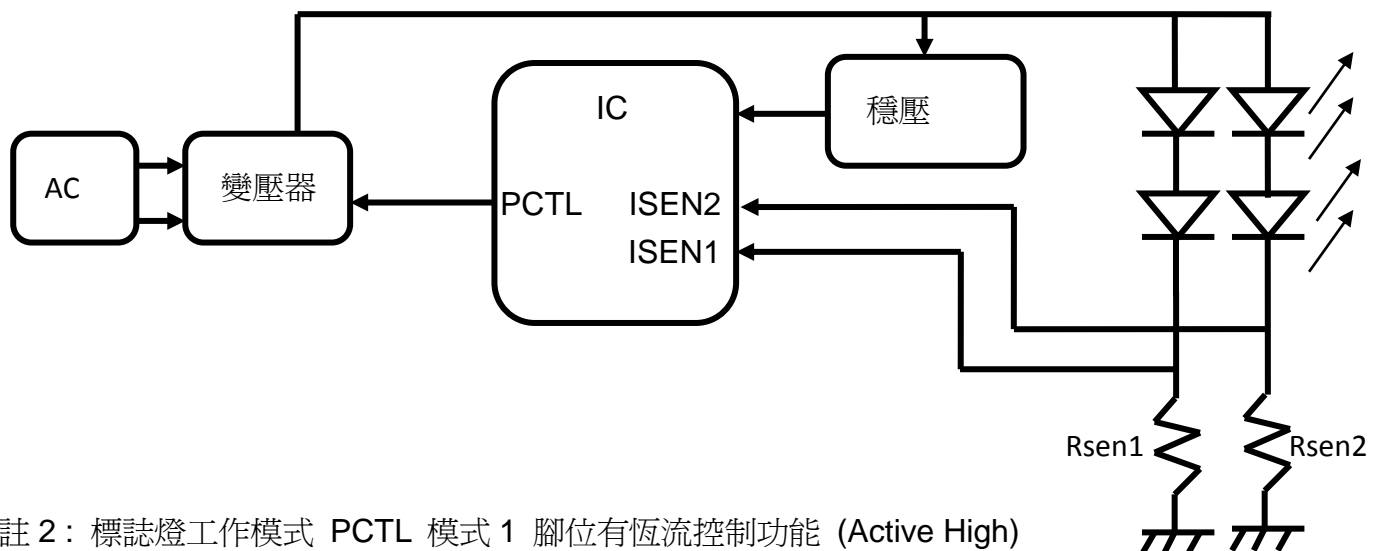 IC
穩壓
AC
變壓器
PCTL
ISEN2
ISEN1
Rsen1
Rsen2
註 2 : 標誌燈工作模式 PCTL 模式 1 腳位有恆流控制功能 (Active High)